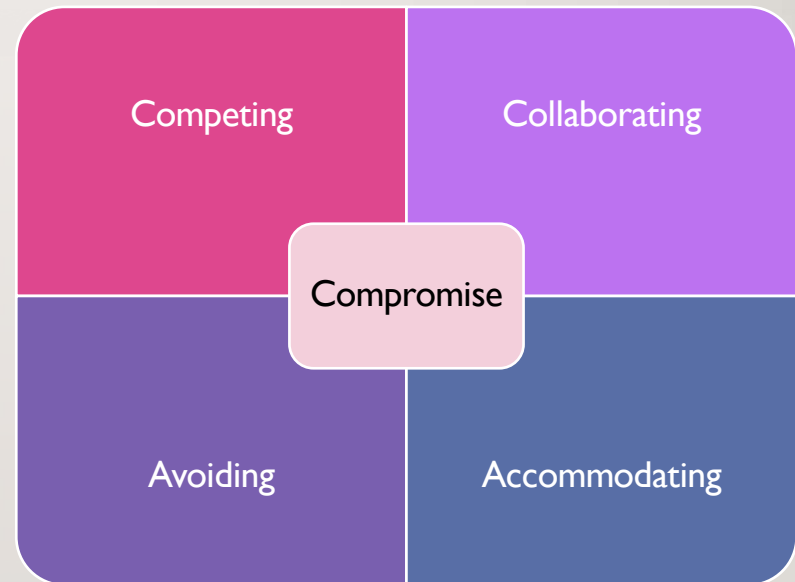 Competing
Collaborating
Compromise
Avoiding
Accommodating